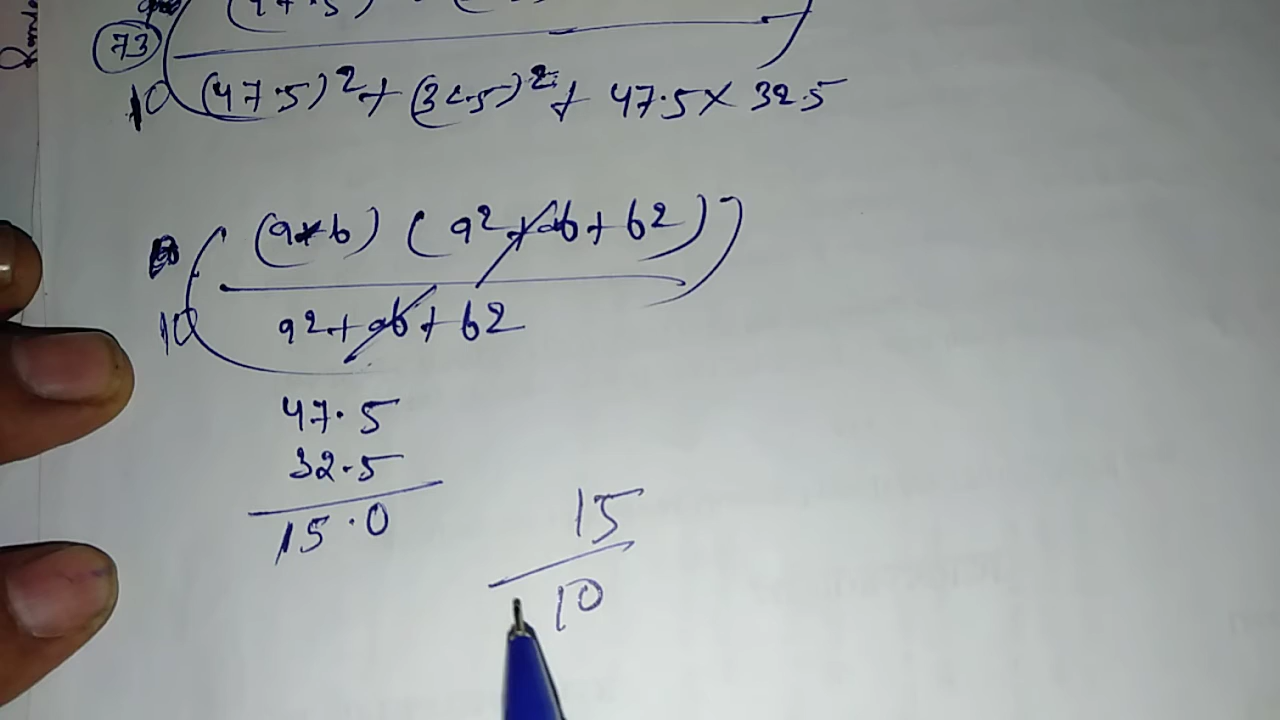 73
10 (47.5)2 + (32.5)2 + 47.5 × 32.5
(a-b) (a2+ab+b2)
10 a2+ab+b2
47.5
32.5
15.0
15
10